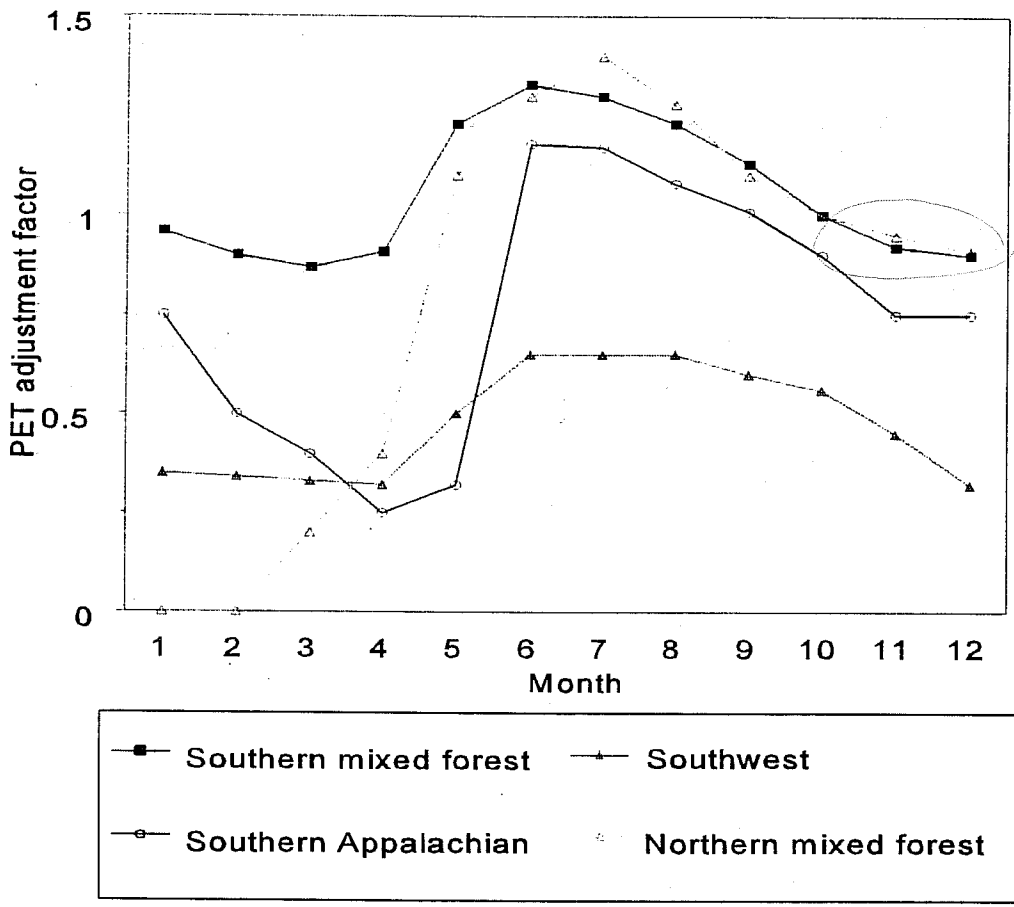 1.5
1
0.5
0
PET adjustment factor
1 2 3 4 5 6 7 8 9 10 11 12
Month
Southern mixed forest Southwest
Southern Appalachian Northern mixed forest